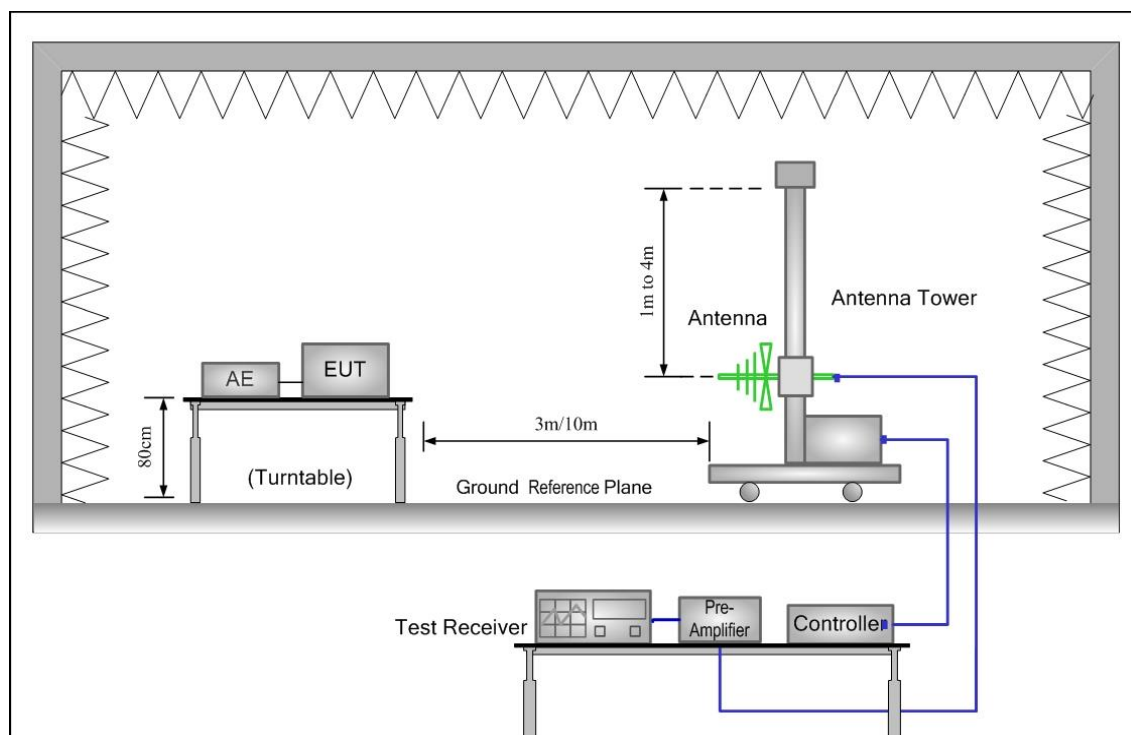 1m to 4m
Antenna Tower
Antenna
EUT
AE
3m/10m
80cm
(Turntable)
Ground Reference Plane
Test Receiver
Pre-
Amplifier
Controller